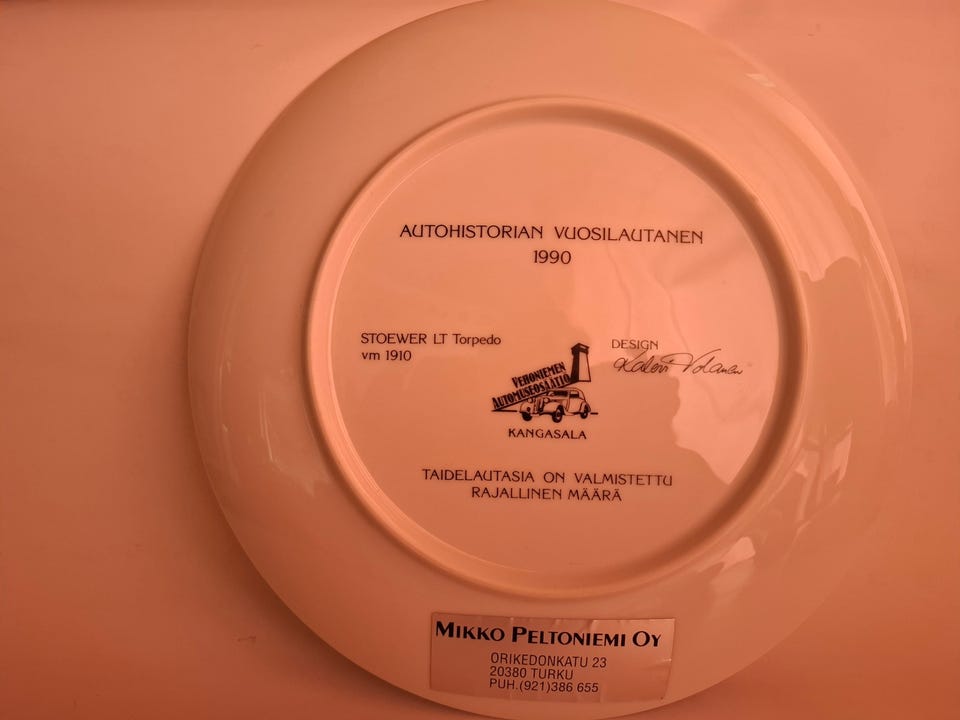 AUTOHISTORIAN VUOSILAUTANEN
1990
STOEWER LT Torpedo
vm 1910
VEHONIEMEN
AUTOMUSEOSÄÄTIÖ
KANGASALA
DESIGN
Kalevi
TAIDELAUTASIA ON VALMISTETTU
RAJALLINEN MÄÄRÄ
MIKKO PELTONIEMI OY
ORIKEDONKATU 23
20380 TURKU
PUH.(921)386 655